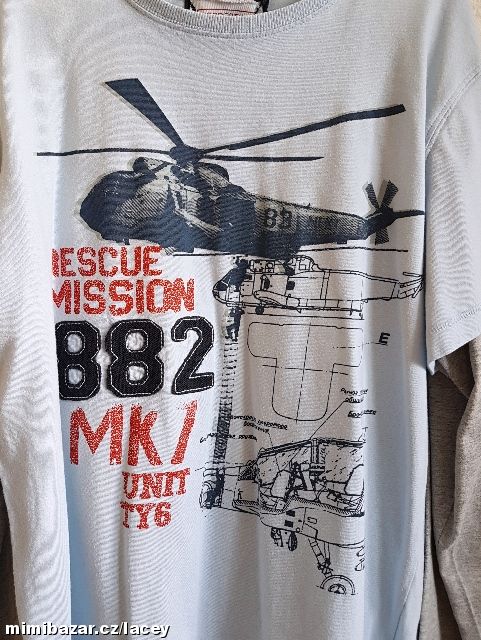 88
RESCUE
MISSION
882
MK/
UNIT
TY6
E
A
mimibazar.cz/lacey